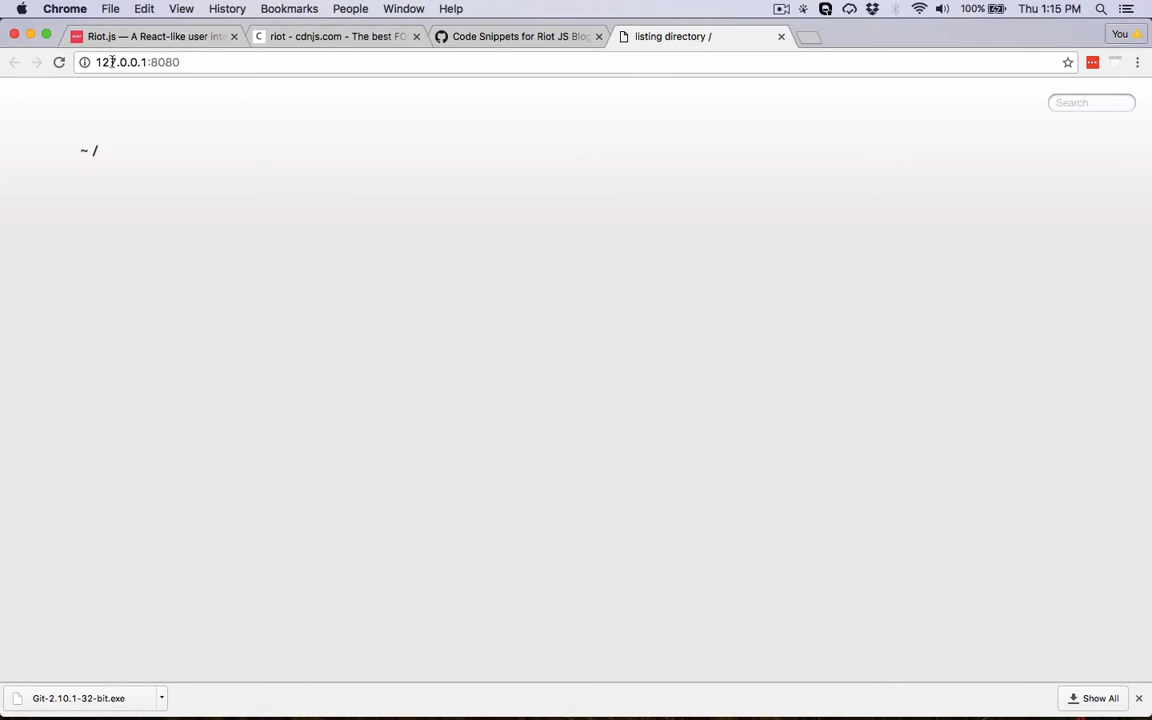 Chrome File Edit View History Bookmarks People Window Help 100% Thu 1:15 PM
Riot.js — A React-like user inte riot - cdnjs.com - The best FO Code Snippets for Riot JS Blog listing directory / You
127.0.0.1:8080
Search
~ /
Git-2.10.1-32-bit.exe Show All